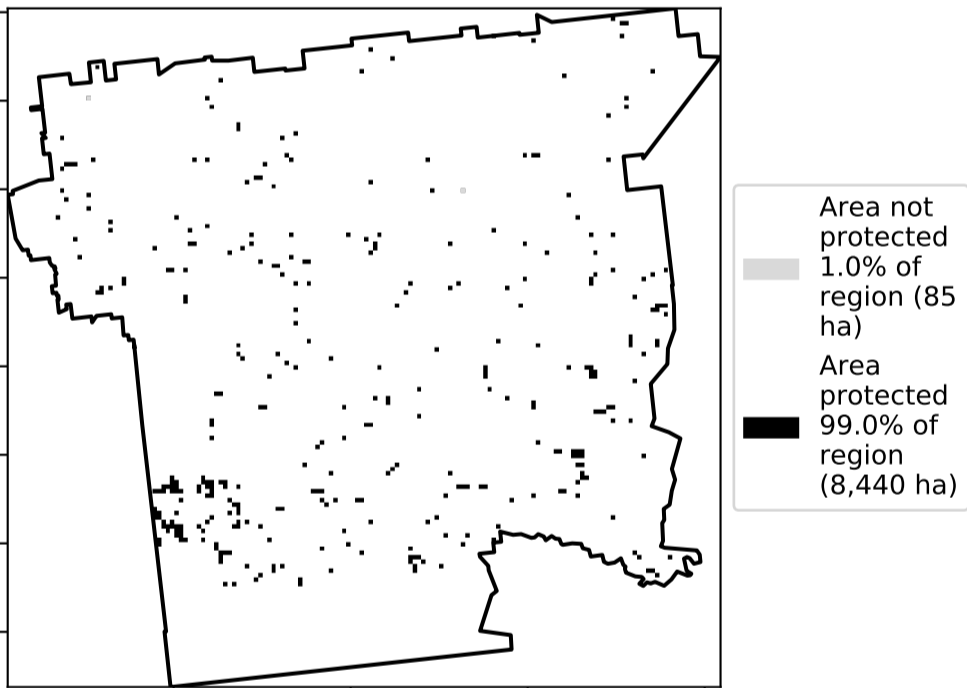 Area not
protected
1.0% of
region (85
ha)
Area
protected
99.0% of
region
(8,440 ha)